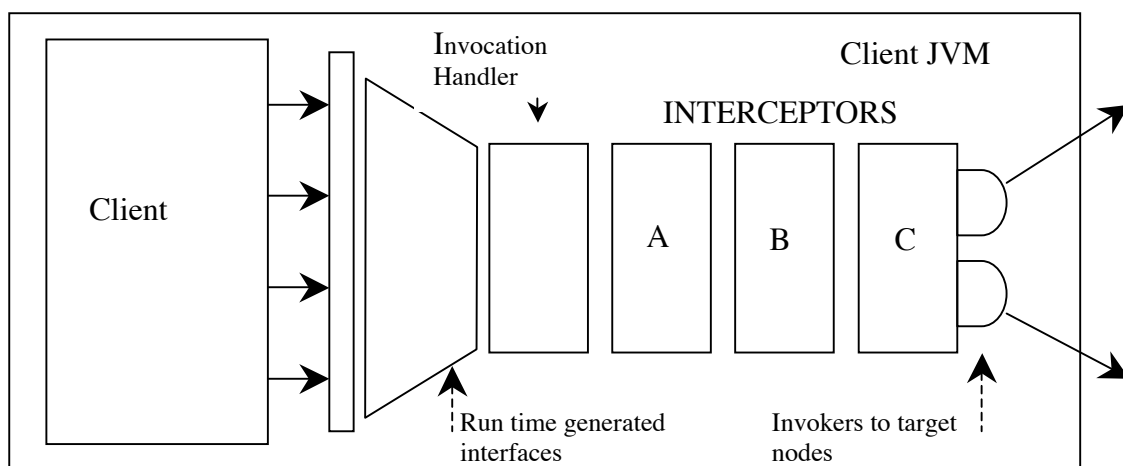 Invocation
Handler
Client JVM
INTERCEPTORS
Client
A
B
C
Run time generated
interfaces
Invokers to target
nodes